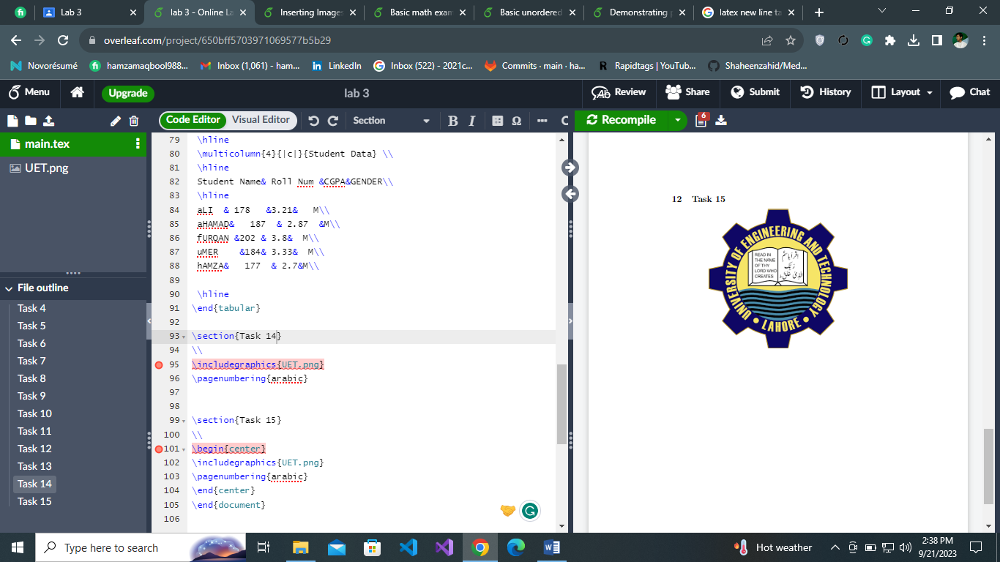 Lab 3
lab 3 - Online La
Inserting Images
Basic math exam
Basic unordered
Demonstrating p
latex new line ta
overleaf.com/project/650bff5703971069577b5b29
Novorésumé
hamzamaqbool988...
Inbox (1,061) - ham...
LinkedIn
Inbox (522) - 2021c...
Commits · main · ha...
Rapidtags | YouTub...
Shaheenzahid/Med...
Menu
Upgrade
lab 3
Review
Share
Submit
History
Layout
Chat
Code Editor
Visual Editor
Section
B I
Ω
Recompile
6
main.tex
UET.png
File outline
Task 4
Task 5
Task 6
Task 7
Task 8
Task 9
Task 10
Task 11
Task 12
Task 13
Task 14
Task 15
79 \hline
80 \multicolumn{4}{|c|}{Student Data} \\
81 \hline
82 Student Name& Roll Num &CGPA&GENDER\\
83 \hline
84 aLI & 178 &3.21& M\\
85 aHAMAD& 187 & 2.87 &M\\
86 fURQAN &202 & 3.8& M\\
87 uMER &184& 3.33& M\\
88 hAMZA& 177 & 2.7&M\\
89
90 \hline
91 \end{tabular}
92
93 \section{Task 14}
94 \\
95 \includegraphics{UET.png}
96 \pagenumbering{arabic}
97
98
99 \section{Task 15}
100 \\
101 \begin{center}
102 \includegraphics{UET.png}
103 \pagenumbering{arabic}
104 \end{center}
105 \end{document}
106
12 Task 15
UNIVERSITY OF ENGINEERING AND TECHNOLOGY
READ IN
THE NAME
OF THY
LORD WHO
CREATES
اقرا باسم
ربك
الذي خلق
LAHORE
Type here to search
Hot weather
2:38 PM
9/21/2023